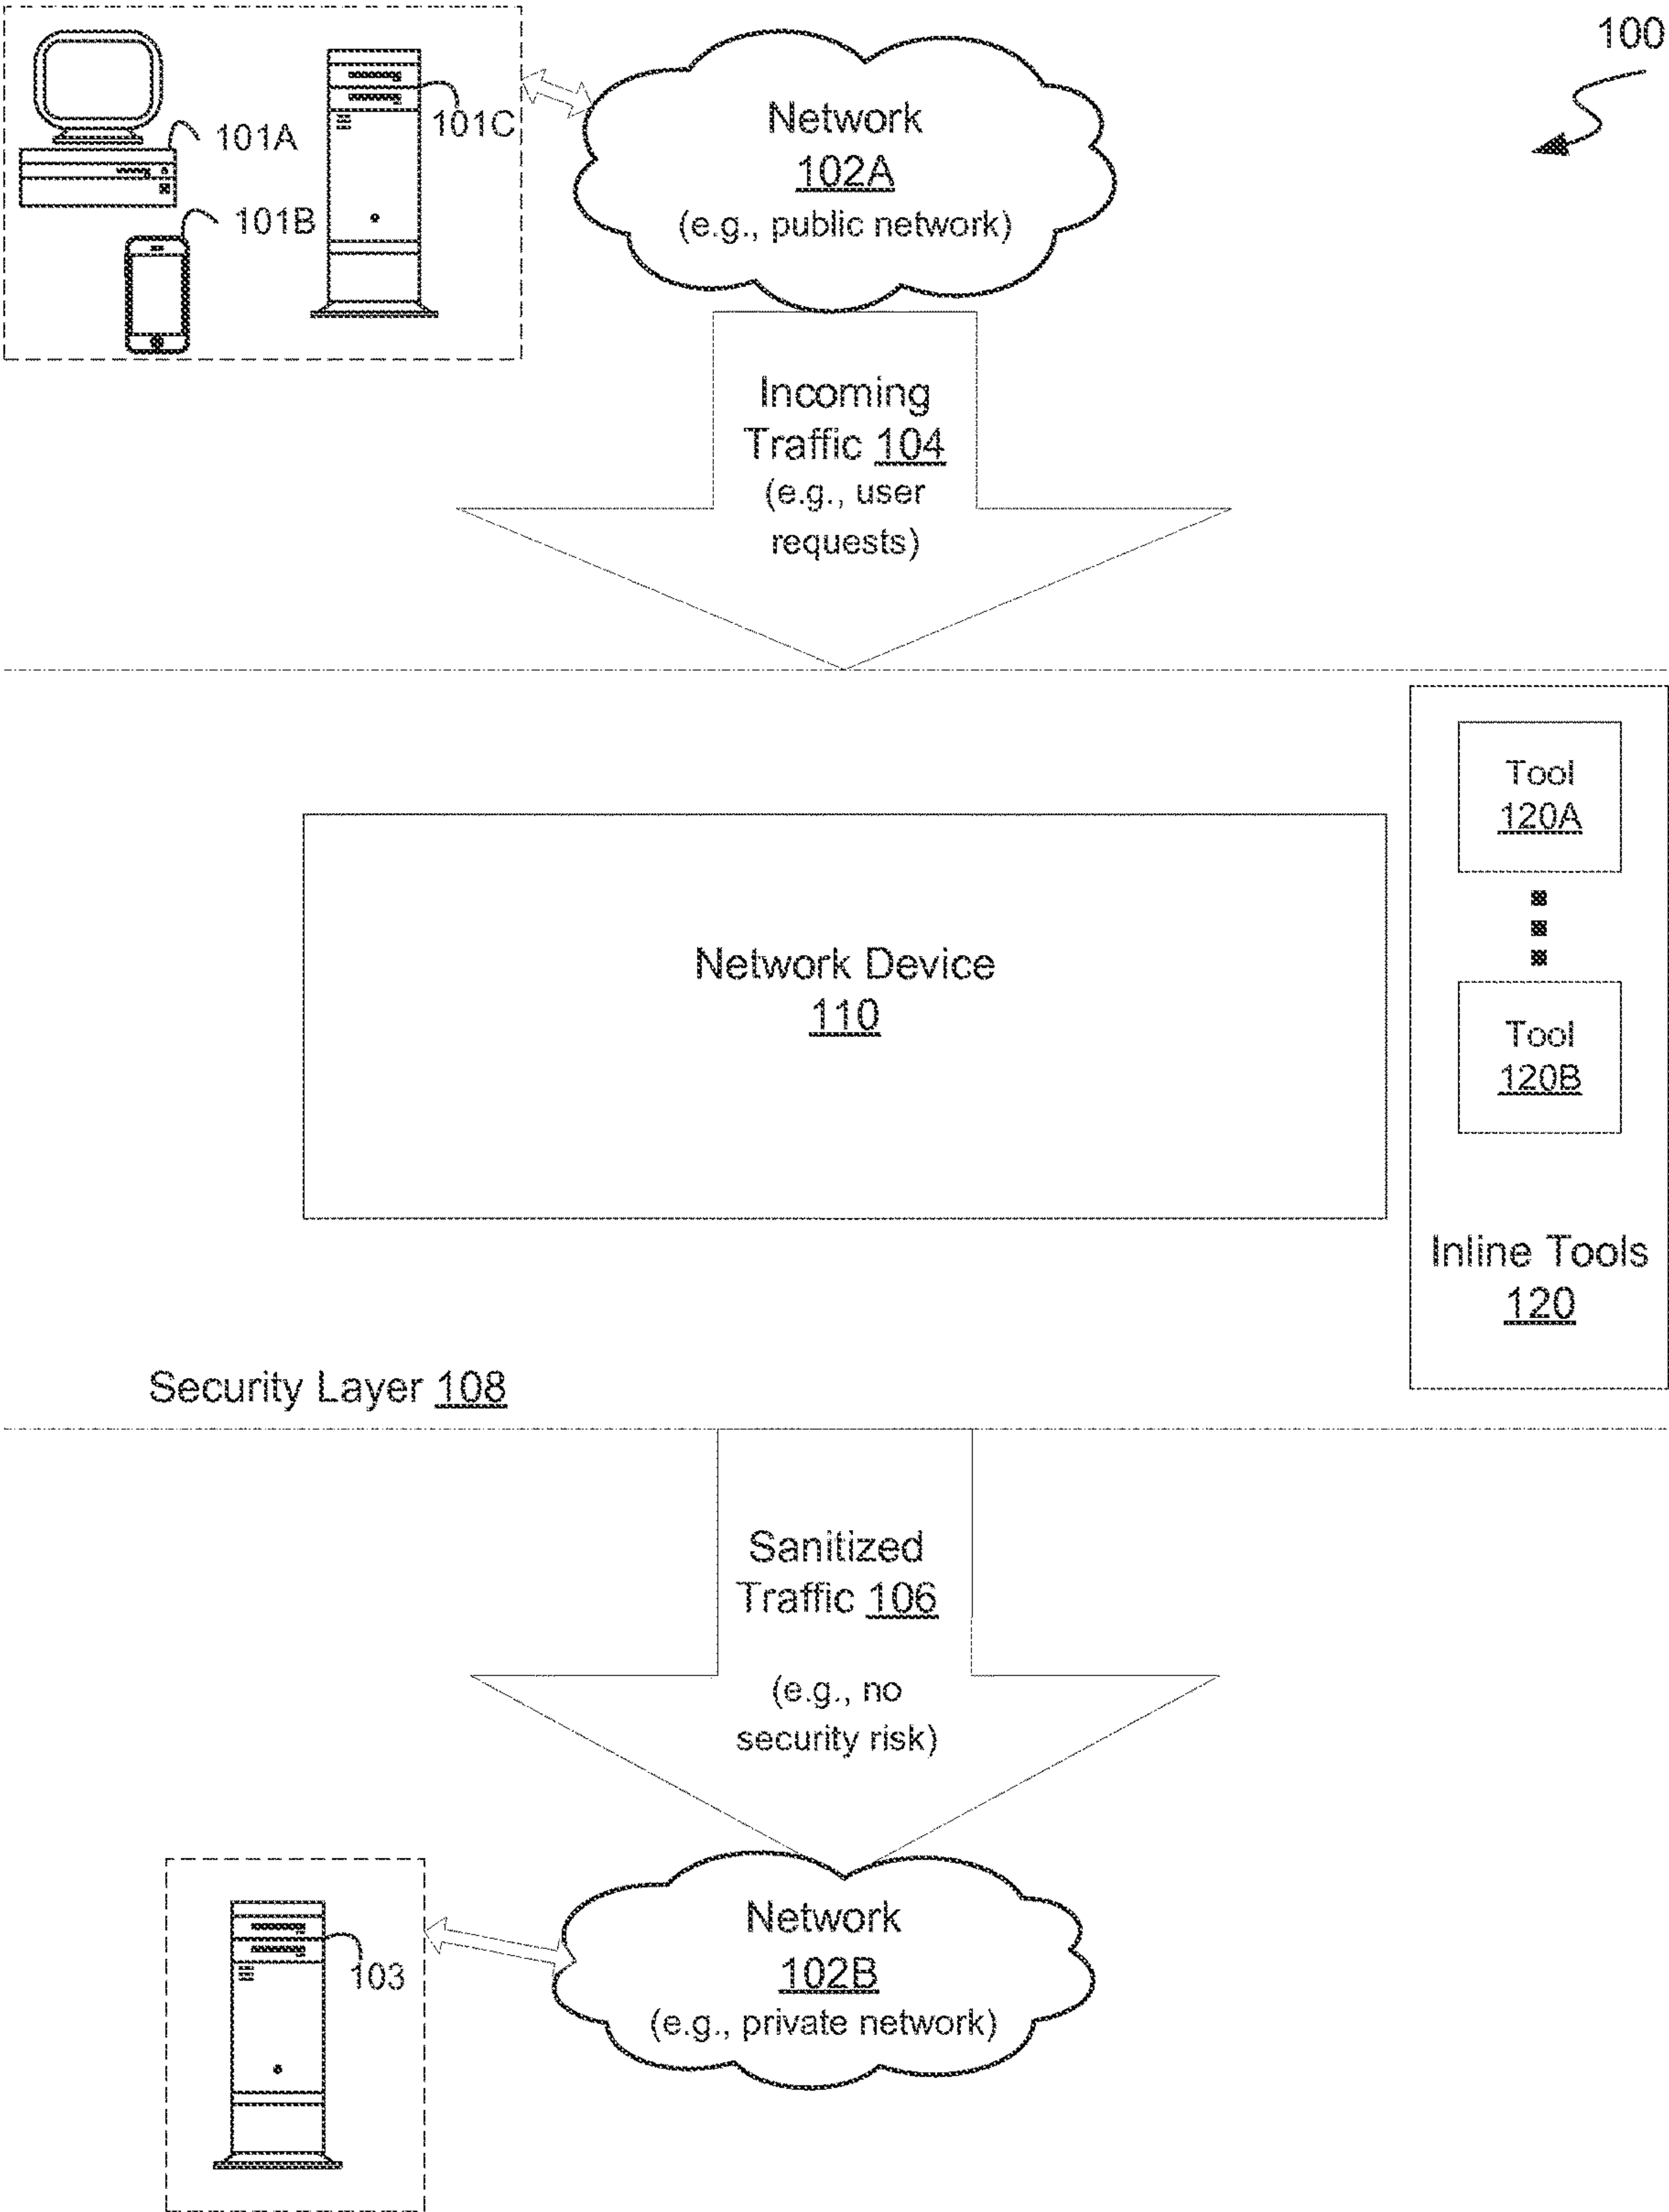 100
101A
101B
101C
Network
102A
(e.g., public network)
Incoming
Traffic 104
(e.g., user
requests)
Tool
120A
Tool
120B
Inline Tools
120
Network Device
110
Security Layer 108
Sanitized
Traffic 106
(e.g., no
security risk)
Network
102B
(e.g., private network)
103